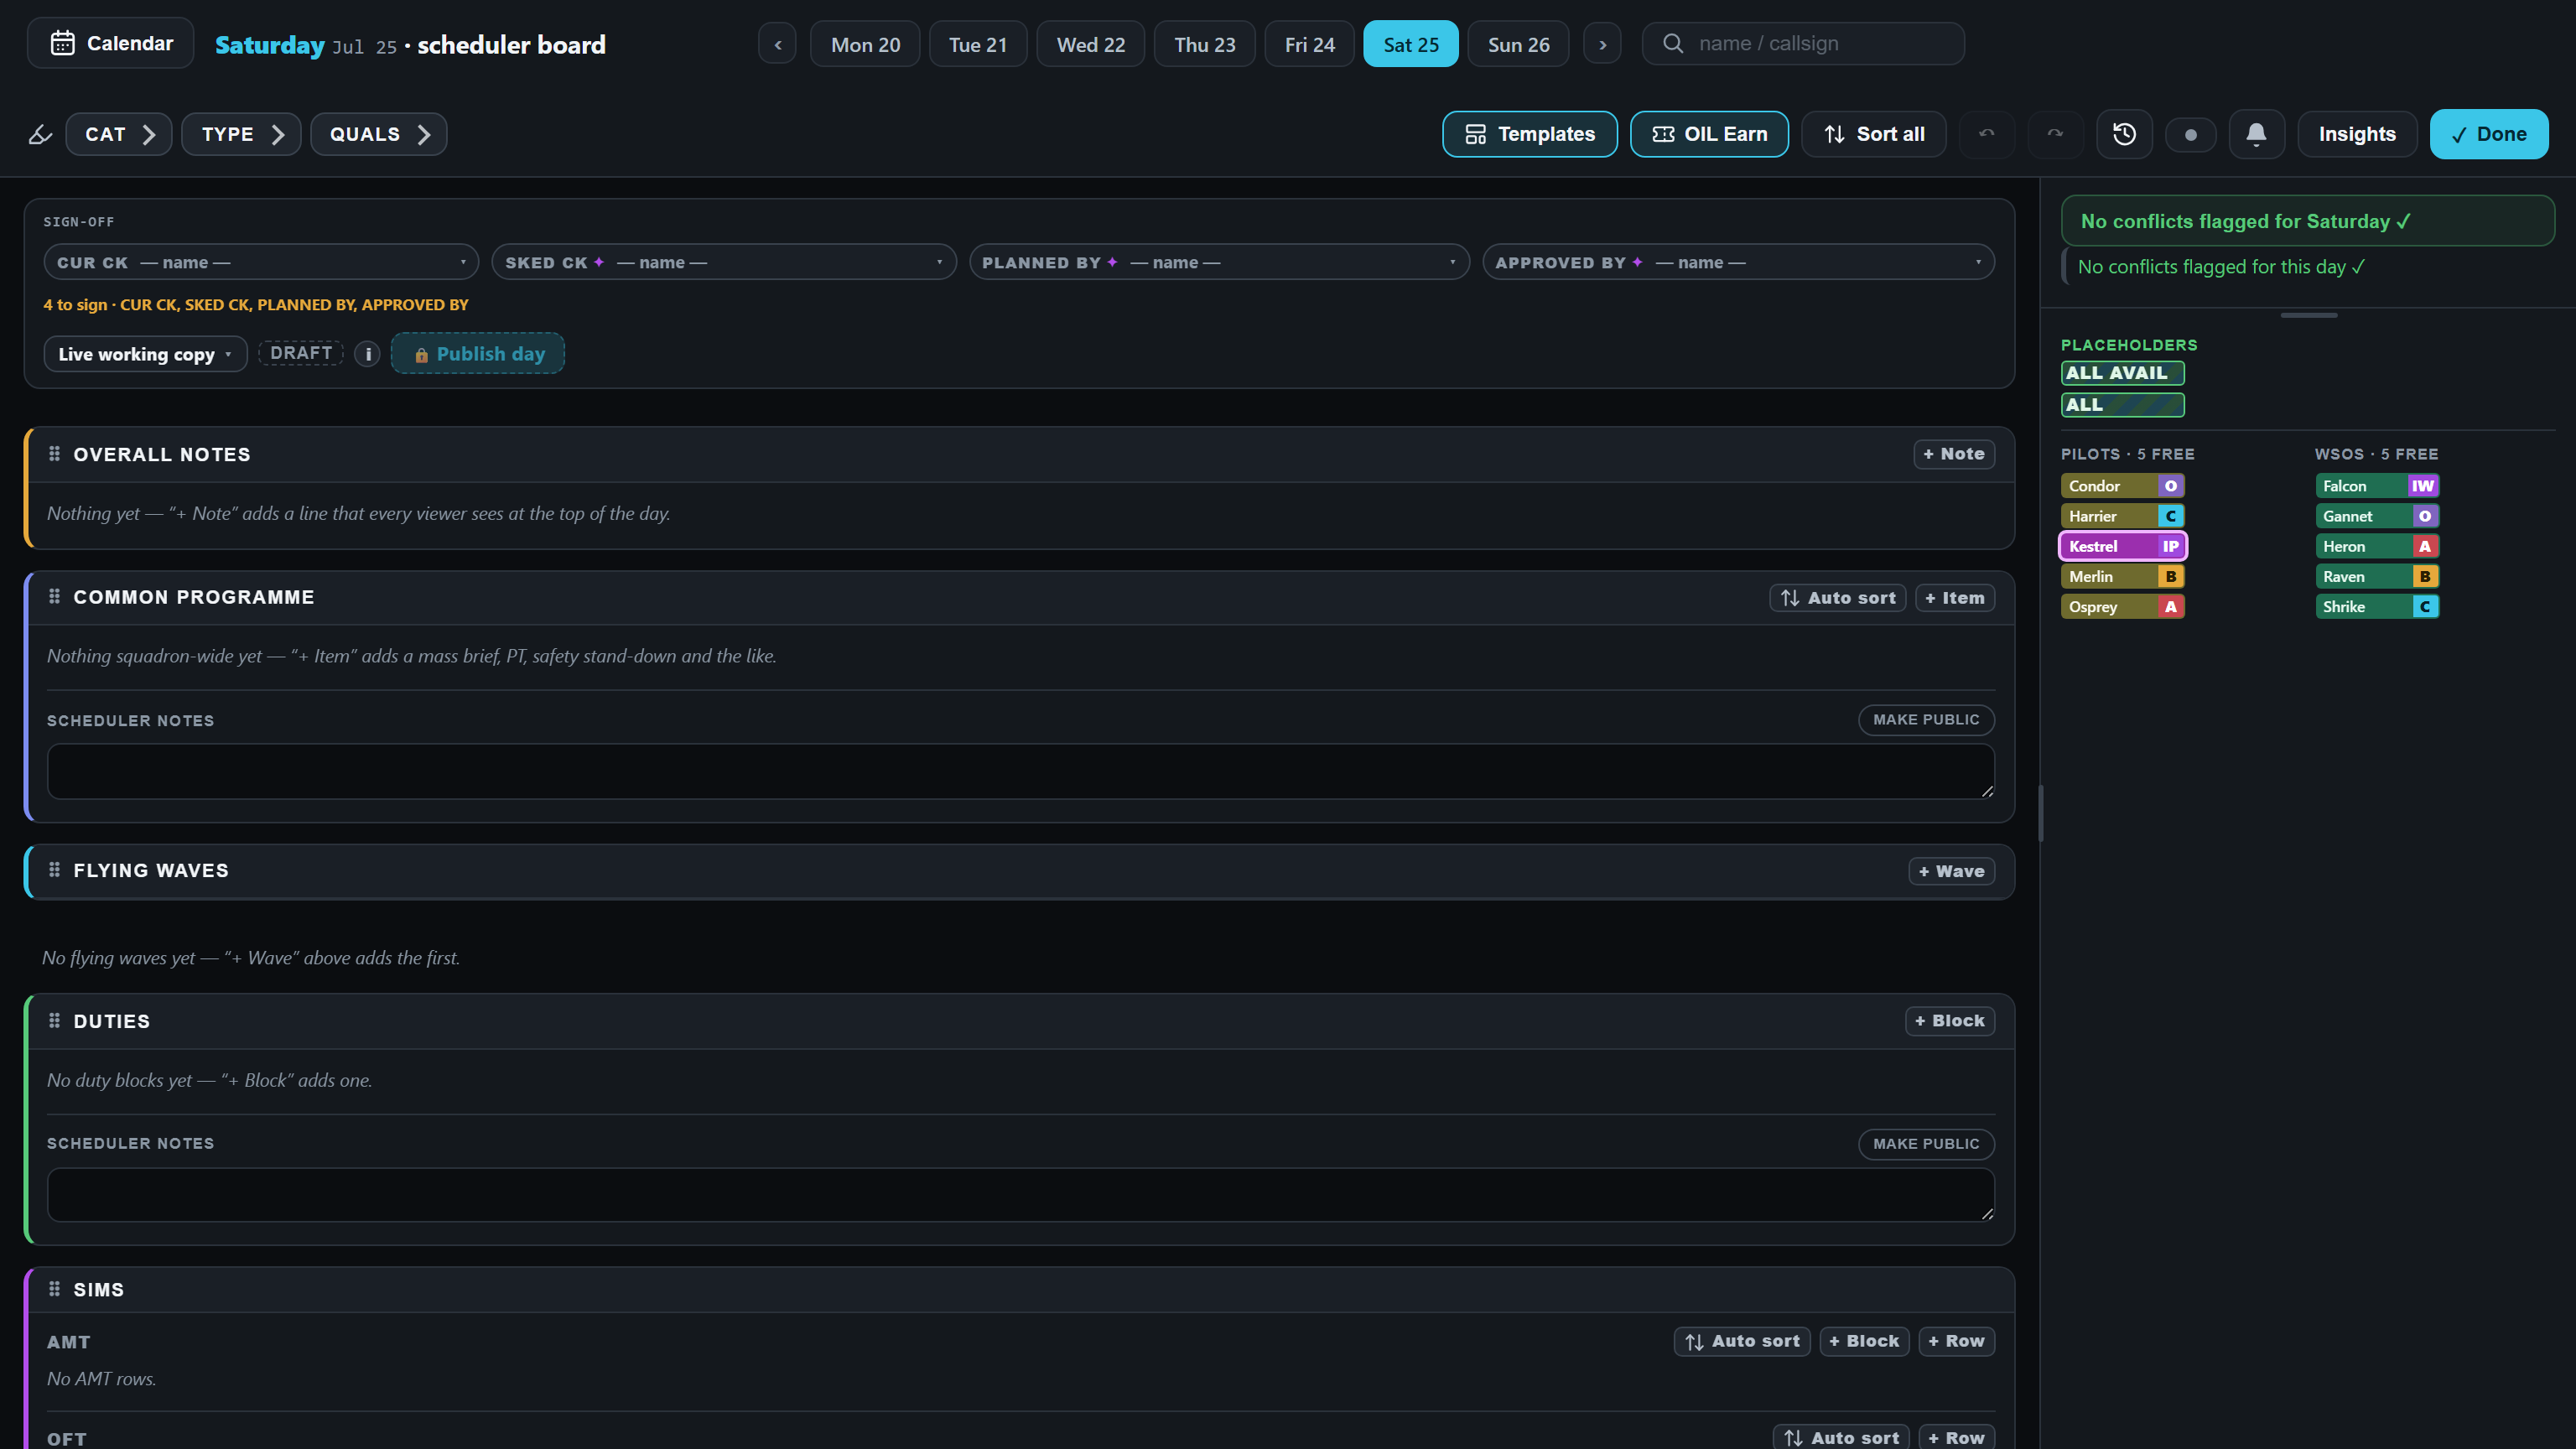 Calendar
Saturday Jul 25 • scheduler board
‹ Mon 20 Tue 21 Wed 22 Thu 23 Fri 24 Sat 25 Sun 26 ›
name / callsign
CAT TYPE QUALS
Templates OIL Earn Sort all Insights ✓ Done
SIGN-OFF
CUR CK — name —
SKED CK ✦ — name —
PLANNED BY ✦ — name —
APPROVED BY ✦ — name —
4 to sign · CUR CK, SKED CK, PLANNED BY, APPROVED BY
Live working copy DRAFT i Publish day
OVERALL NOTES
+ Note
Nothing yet — “+ Note” adds a line that every viewer sees at the top of the day.
COMMON PROGRAMME
Auto sort + Item
Nothing squadron-wide yet — “+ Item” adds a mass brief, PT, safety stand-down and the like.
SCHEDULER NOTES
MAKE PUBLIC
FLYING WAVES
+ Wave
No flying waves yet — “+ Wave” above adds the first.
DUTIES
+ Block
No duty blocks yet — “+ Block” adds one.
SCHEDULER NOTES
MAKE PUBLIC
SIMS
AMT
Auto sort + Block + Row
No AMT rows.
OFT
Auto sort + Row
No conflicts flagged for Saturday ✓
No conflicts flagged for this day ✓
PLACEHOLDERS
ALL AVAIL
ALL
PILOTS · 5 FREE
Condor O
Harrier C
Kestrel IP
Merlin B
Osprey A
WSOS · 5 FREE
Falcon IW
Gannet O
Heron A
Raven B
Shrike C